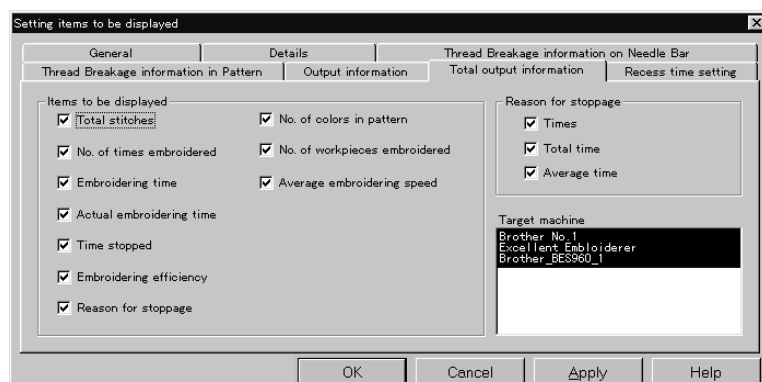 Setting items to be displayed
General
Details
Thread Breakage information on Needle Bar
Thread Breakage information in Pattern
Output information
Total output information
Recess time setting
Items to be displayed
Total stitches
No. of times embroidered
Embroidering time
Actual embroidering time
Time stopped
Embroidering efficiency
Reason for stoppage
No. of colors in pattern
No. of workpieces embroidered
Average embroidering speed
Reason for stoppage
Times
Total time
Average time
Target machine
Brother No.1
Excellent Embloiderer
Brother_BES960_1
OK
Cancel
Apply
Help